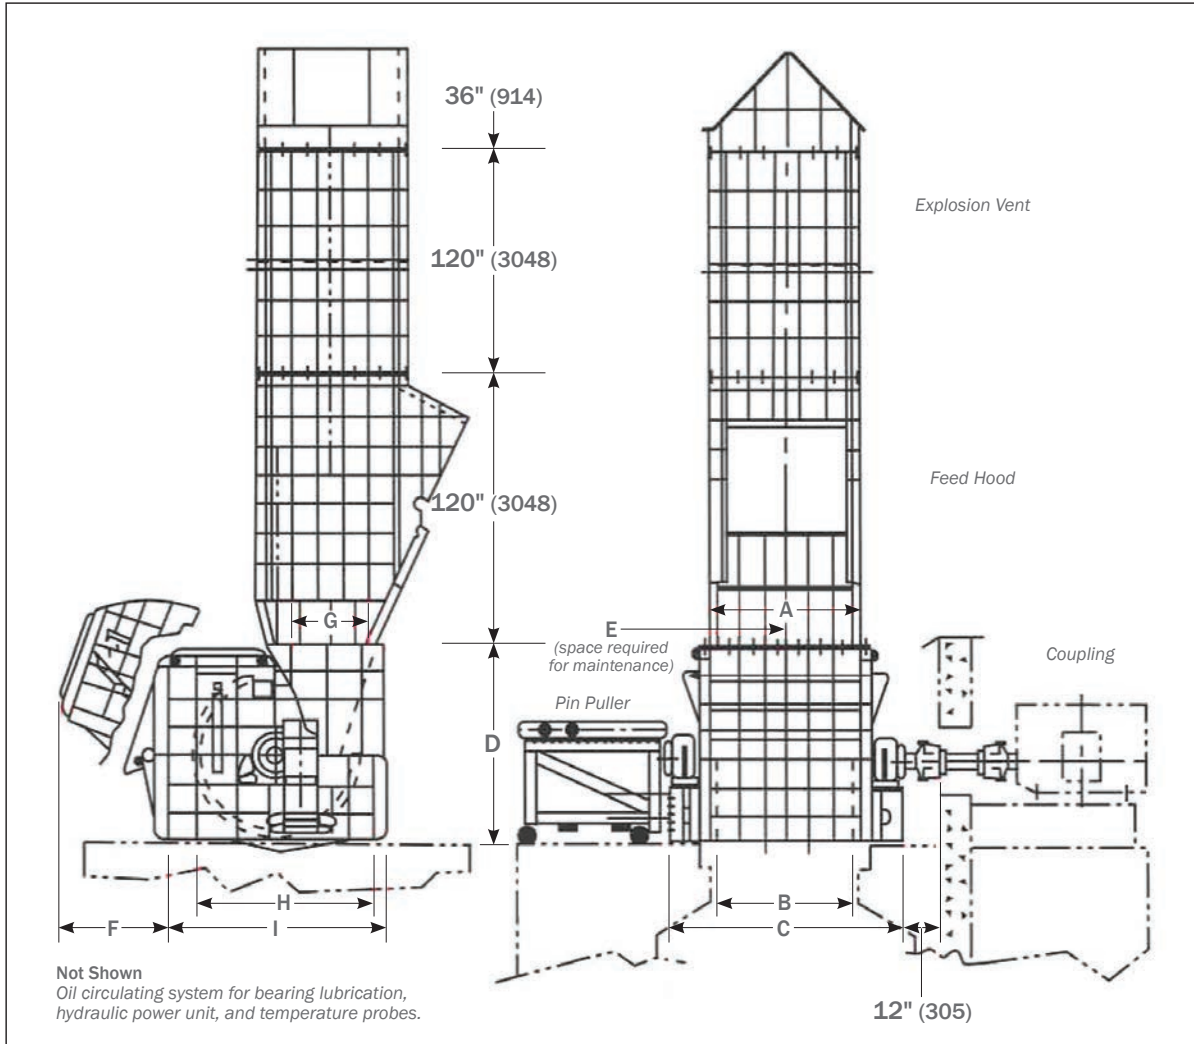 36" (914)
120" (3048)
Explosion Vent
120" (3048)
Feed Hood
G
A
E
(space required
for maintenance)
Coupling
Pin Puller
D
H
B
F
I
C
Not Shown
Oil circulating system for bearing lubrication,
hydraulic power unit, and temperature probes.
12" (305)